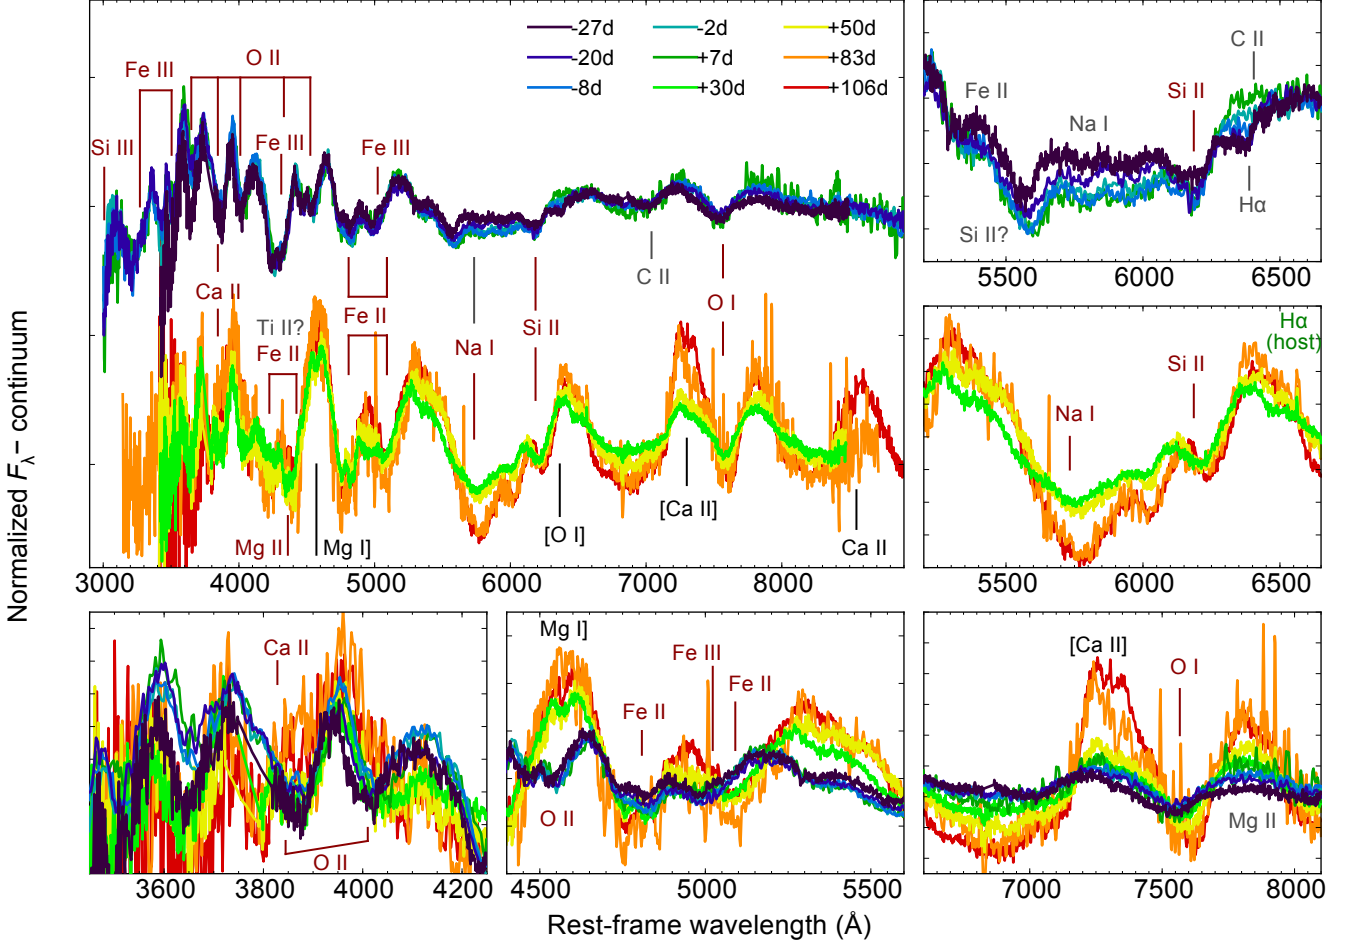 -27d
-2d
+50d
-20d
+7d
+83d
-8d
+30d
+106d
Fe III
O II
Si III
Fe III
Fe III
Ca II
Ti II?
Fe II
Fe II
Na I
Si II
C II
O I
Mg II
Mg I]
[O I]
[Ca II]
Ca II
3000 4000 5000 6000 7000 8000
C II
Fe II
Si II
Na I
Hα
Si II?
5500 6000 6500
Hα
(host)
Si II
Na I
5500 6000 6500
Ca II
O II
3600 3800 4000 4200
Mg I]
Fe III
Fe II
Fe II
O II
4500 5000 5500
[Ca II]
O I
Mg II
7000 7500 8000
Normalized Fλ − continuum
Rest-frame wavelength (Å)